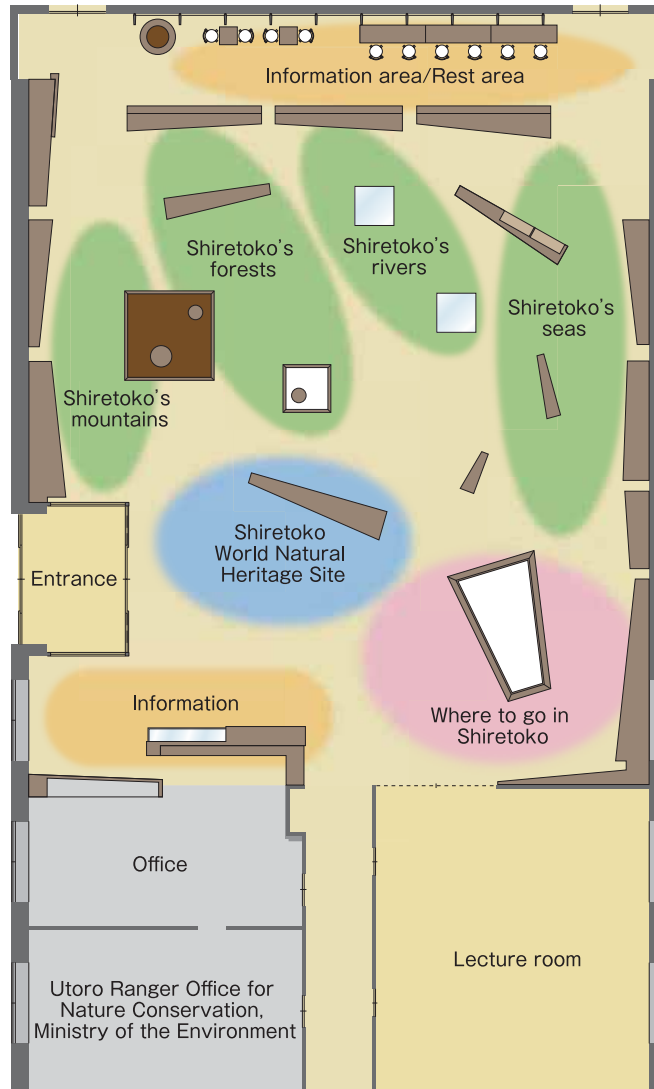 Information area/Rest area
Shiretoko's
forests
Shiretoko's
rivers
Shiretoko's
seas
Shiretoko's
mountains
Shiretoko
World Natural
Heritage Site
Entrance
Information
Where to go in
Shiretoko
Office
Lecture room
Utoro Ranger Office for
Nature Conservation,
Ministry of the Environment